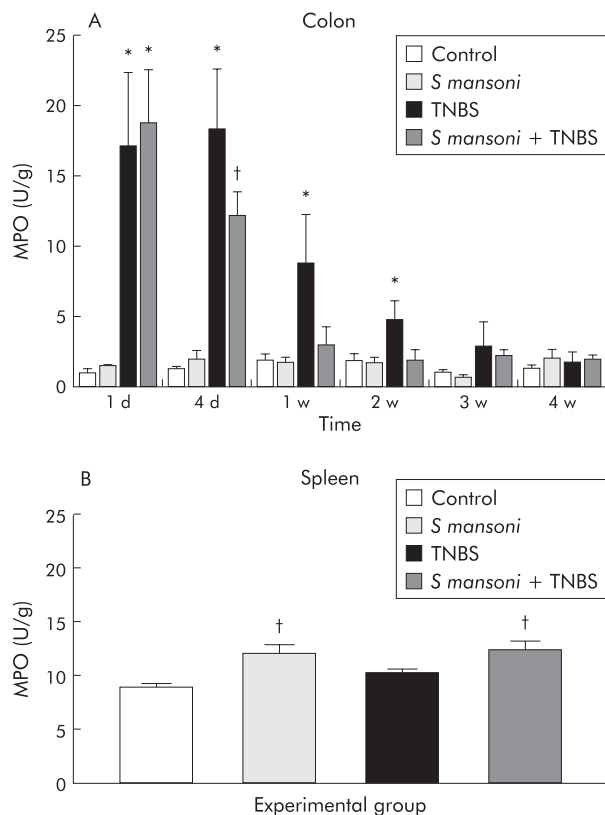 A
Colon
25
20
15
10
5
0
MPO (U/g)
Control
S mansoni
TNBS
S mansoni + TNBS
* * * † * *
1 d 4 d 1 w 2 w 3 w 4 w
Time
B
Spleen
25
20
15
10
5
0
MPO (U/g)
Control
S mansoni
TNBS
S mansoni + TNBS
† †
Experimental group